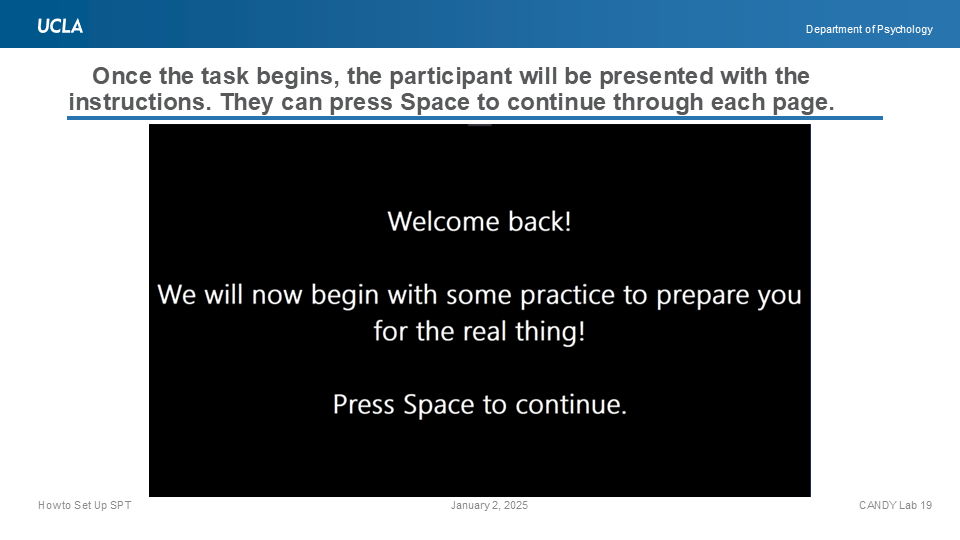 UCLA
Department of Psychology
Once the task begins, the participant will be presented with the
instructions. They can press Space to continue through each page.
Welcome back!
We will now begin with some practice to prepare you
for the real thing!
Press Space to continue.
Howto Set Up SPT
January 2, 2025
CANDY Lab 19